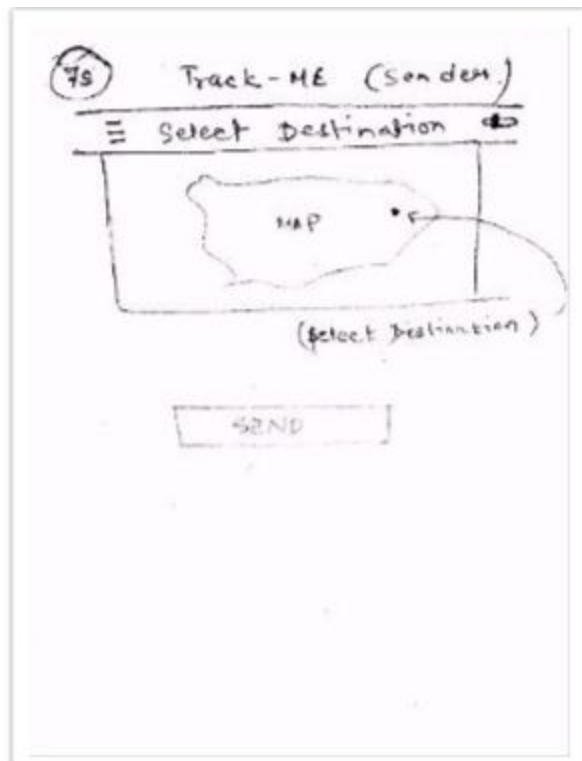 7S
Track-ME (Sender)
Select Destination
MAP
(Select Destination)
SEND